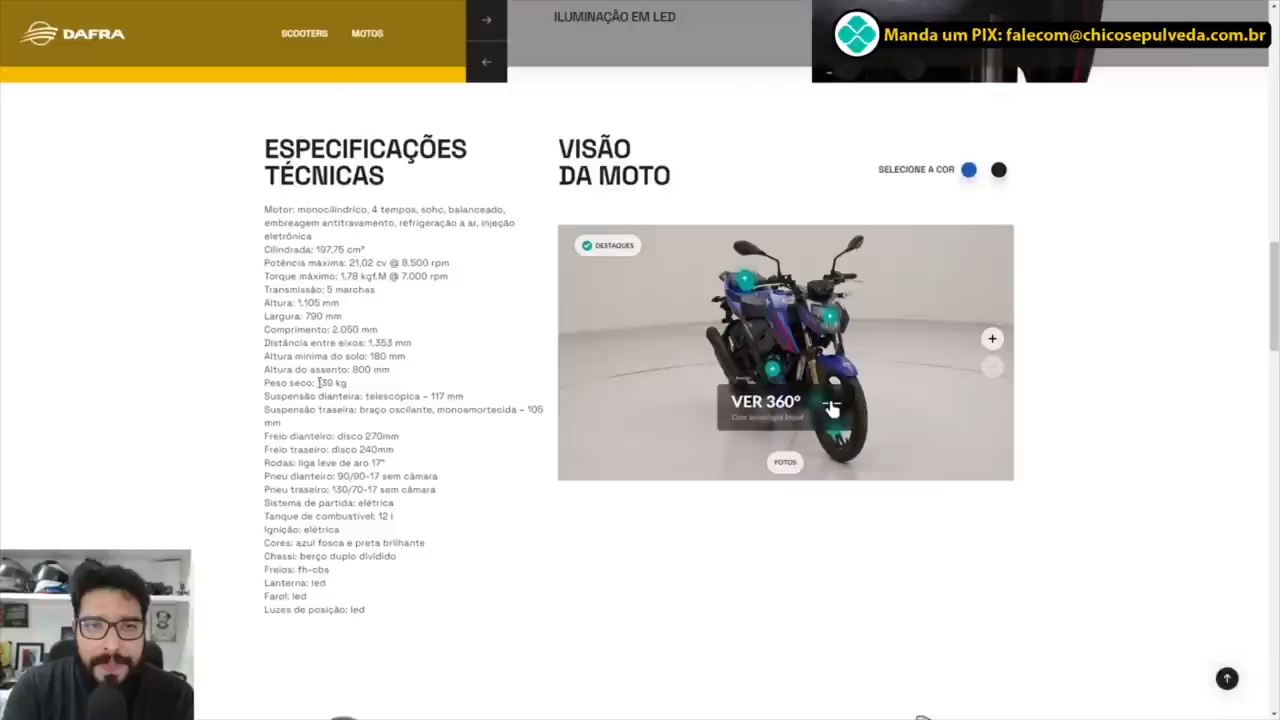 DAFRA
SCOOTERS
MOTOS
ILUMINAÇÃO EM LED
Manda um PIX: falecom@chicosepulveda.com.br
ESPECIFICAÇÕES
TÉCNICAS
Motor: monocilíndrico, 4 tempos, sohc, balanceado,
embreagem antitravamento, refrigeração a ar, injeção
eletrônica
Cilindrada: 197,75 cm³
Potência máxima: 21,02 cv @ 8.500 rpm
Torque máximo: 1,78 kgf.M @ 7.000 rpm
Transmissão: 5 marchas
Altura: 1.105 mm
Largura: 790 mm
Comprimento: 2.050 mm
Distância entre eixos: 1.353 mm
Altura mínima do solo: 180 mm
Altura do assento: 800 mm
Peso seco: 139 kg
Suspensão dianteira: telescópica – 117 mm
Suspensão traseira: braço oscilante, monoamortecida – 105
mm
Freio dianteiro: disco 270mm
Freio traseiro: disco 240mm
Rodas: liga leve de aro 17"
Pneu dianteiro: 90/90-17 sem câmara
Pneu traseiro: 130/70-17 sem câmara
Sistema de partida: elétrica
Tanque de combustível: 12 l
Ignição: elétrica
Cores: azul fosca e preta brilhante
Chassi: berço duplo dividido
Freios: fh-cbs
Lanterna: led
Farol: led
Luzes de posição: led
VISÃO
DA MOTO
SELECIONE A COR
DESTAQUES
VER 360°
FOTOS